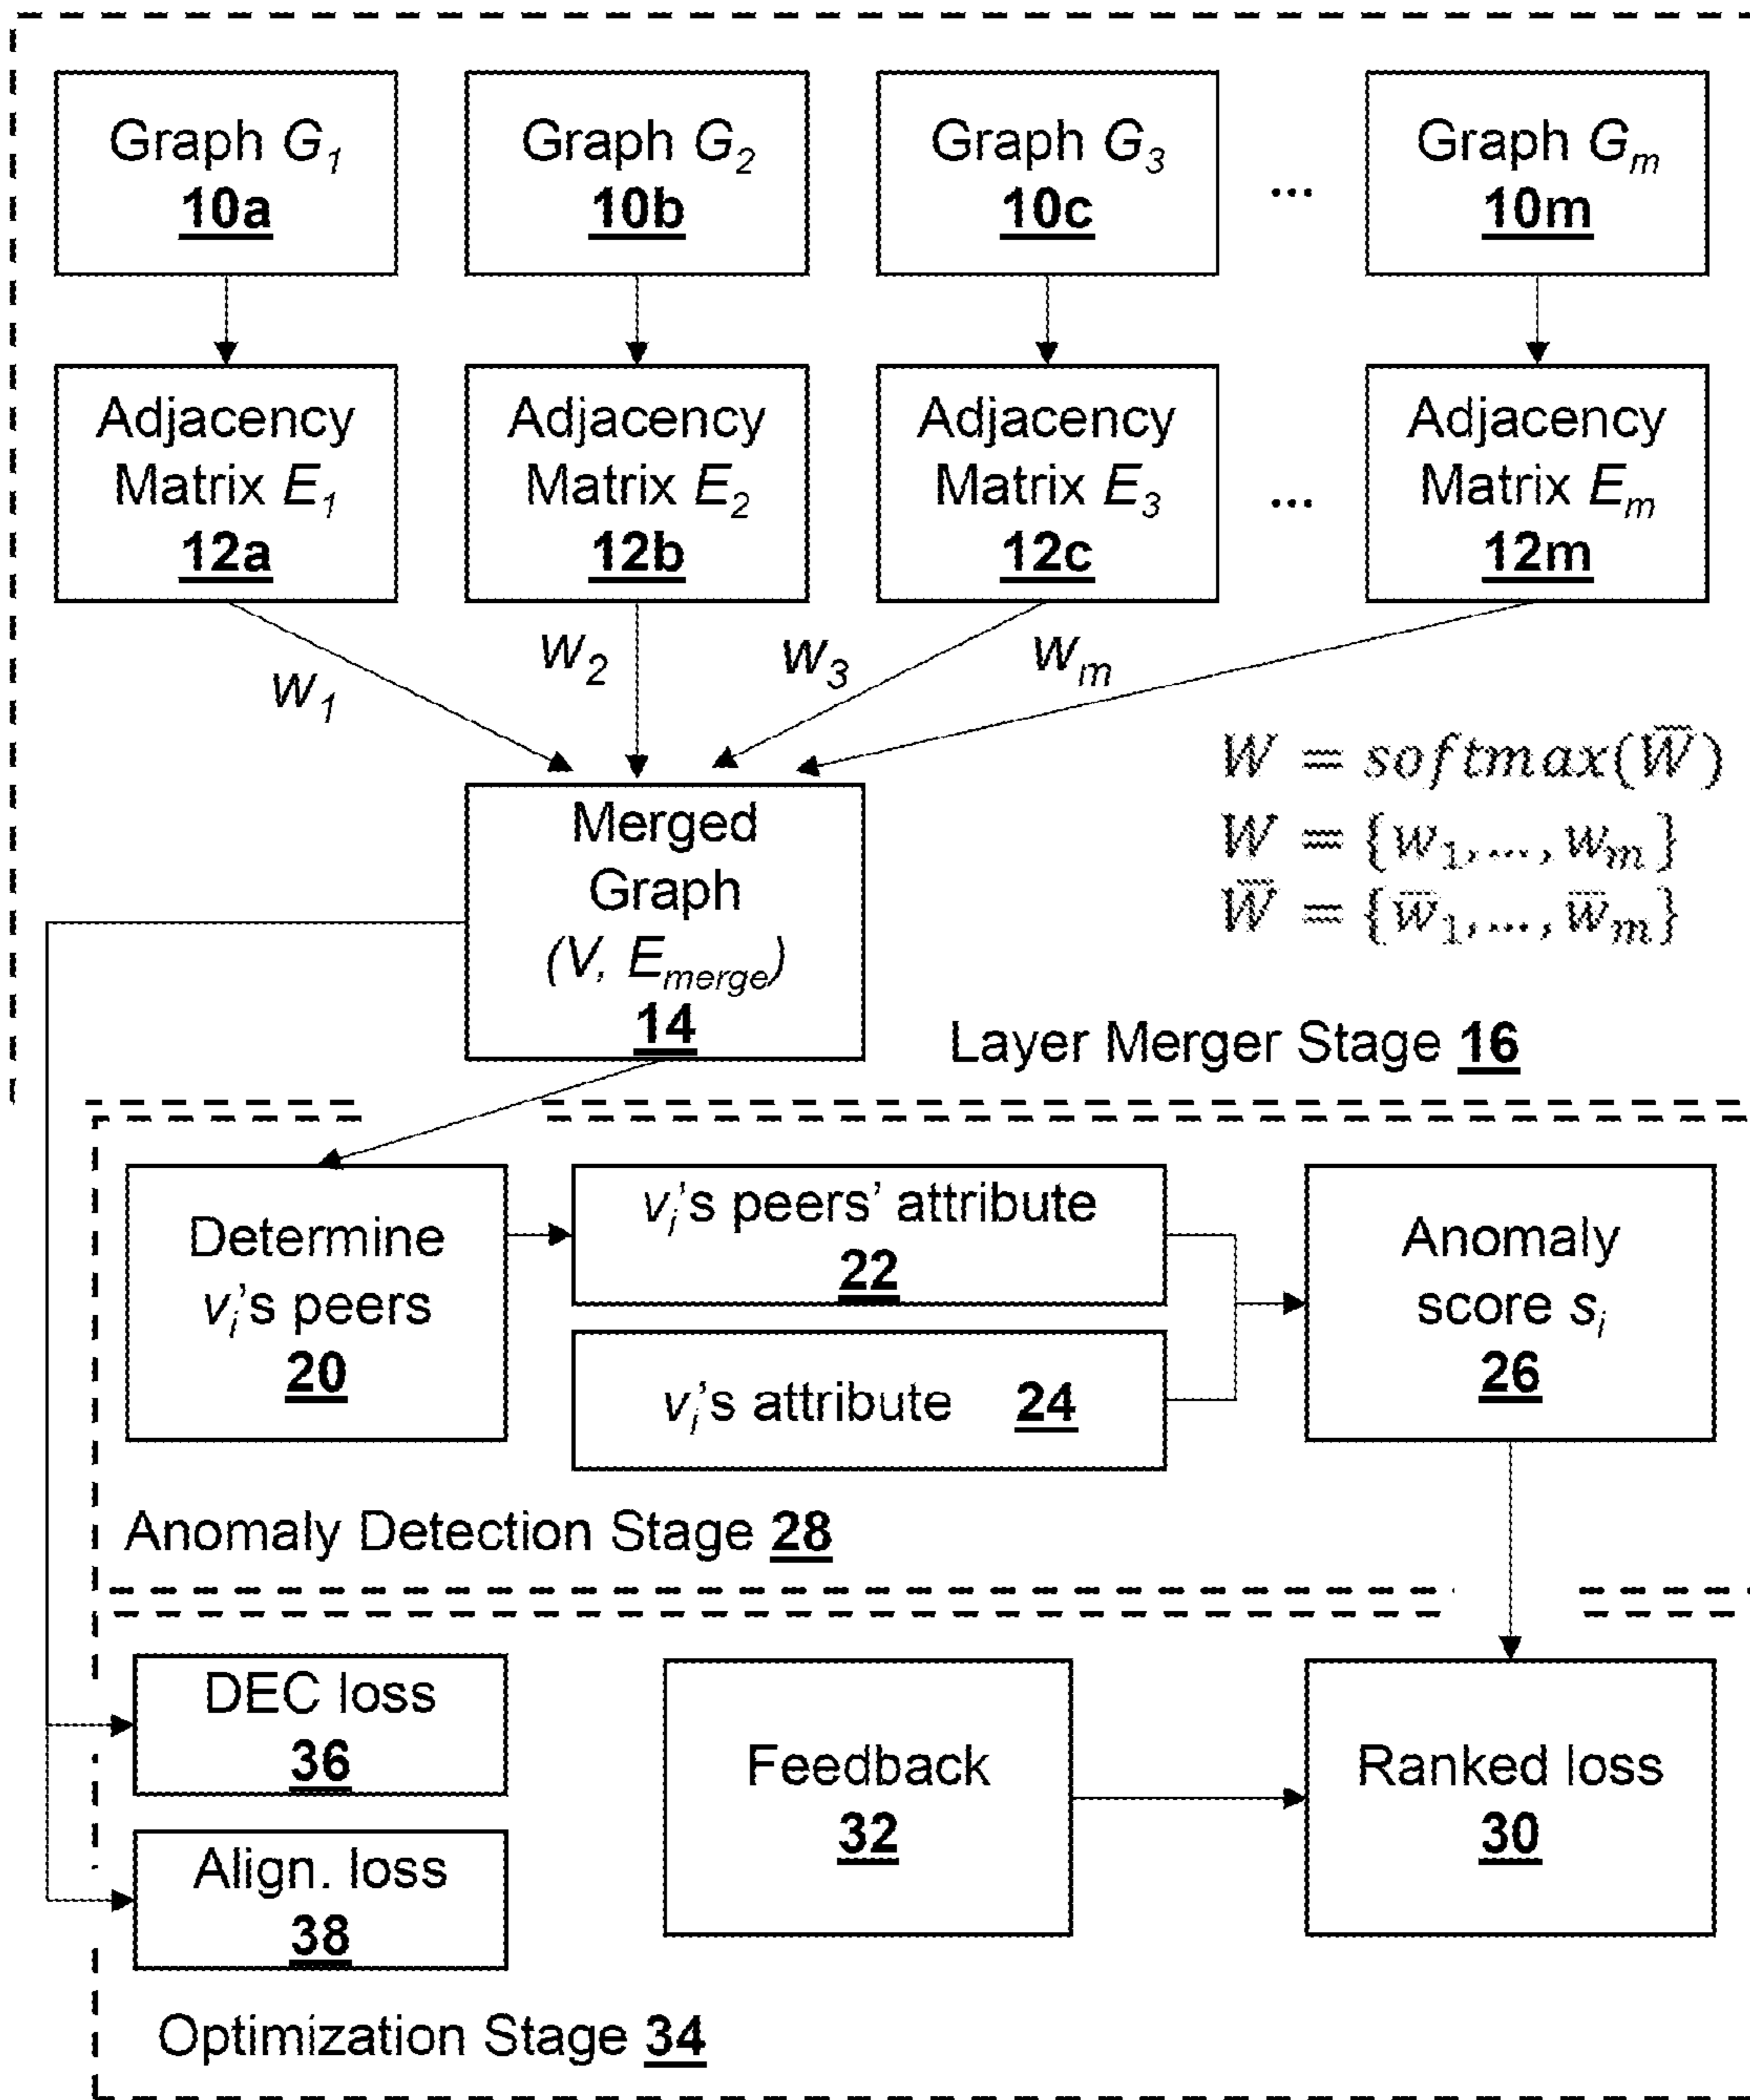 Graph G₁
10a
Graph G₂
10b
Graph G₃
10c
...
Graph Gₘ
10m
Adjacency
Matrix E₁
12a
Adjacency
Matrix E₂
12b
Adjacency
Matrix E₃
12c
...
Adjacency
Matrix Eₘ
12m
w₁
w₂
w₃
wₘ
W = softmax(W̿)
W = {w₁,...,wₘ}
W̿ = {w̿₁,...,w̿ₘ}
Merged
Graph
(V, E_merge)
14
Layer Merger Stage 16
Determine
vᵢ's peers
20
vᵢ's peers' attribute
22
vᵢ's attribute 24
Anomaly
score sᵢ
26
Anomaly Detection Stage 28
DEC loss
36
Align. loss
38
Feedback
32
Ranked loss
30
Optimization Stage 34